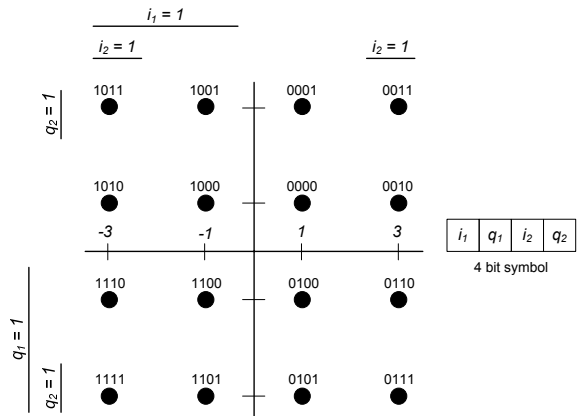 i1 = 1
i2 = 1 i2 = 1
q2 = 1
1011 1001 0001 0011
1010 1000 0000 0010
-3 -1 1 3
i1 q1 i2 q2
4 bit symbol
q1 = 1
1110 1100 0100 0110
q2 = 1
1111 1101 0101 0111